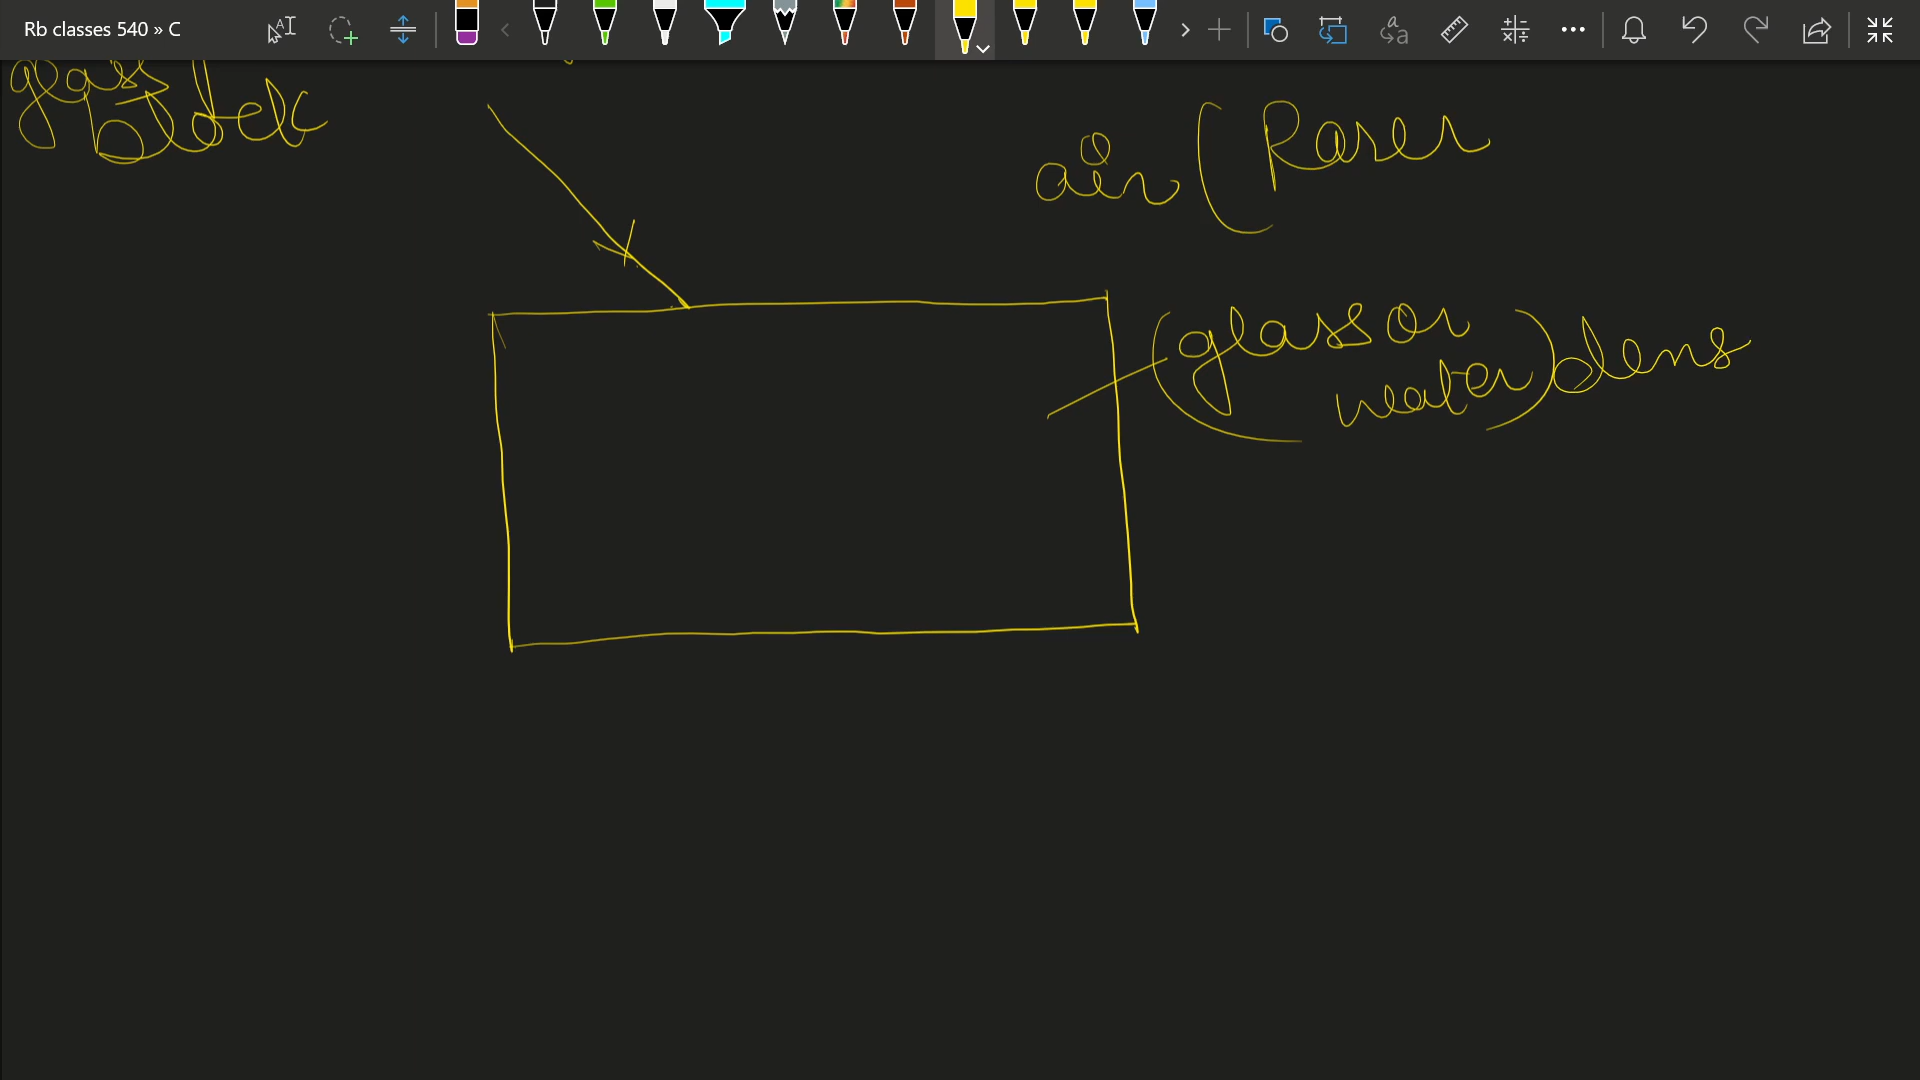 Rb classes 540 » C
glass
block
air (Rarer
(glass or
water) dens